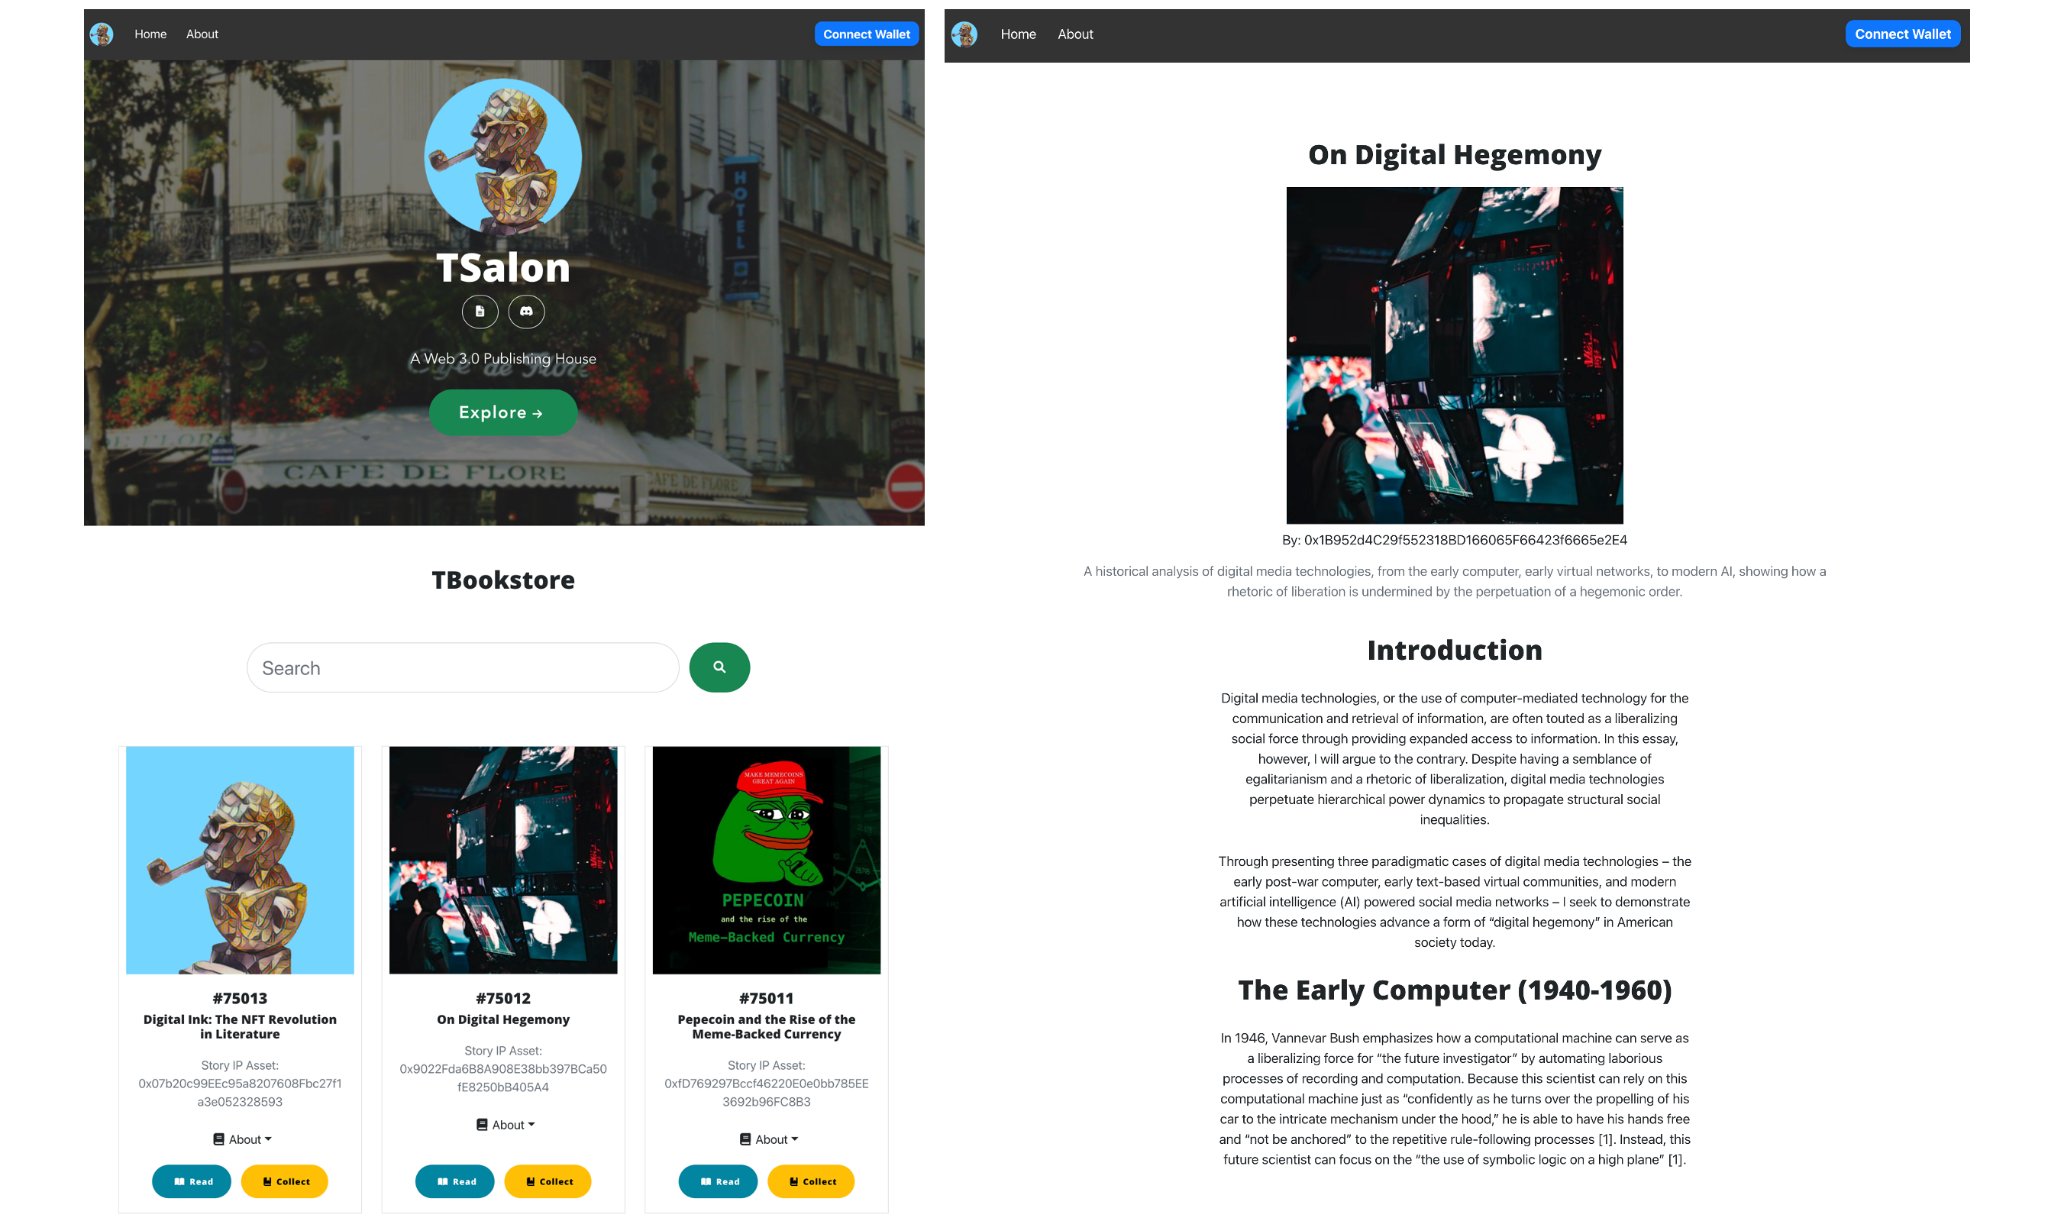 Home About Connect Wallet
HOTEL
TSalon
A Web 3.0 Publishing House
Café de Flore
Explore →
DE FLORE
CAFE DE FLORE
CAFE DE FLORE
TBookstore
Search
MAKE MEMECOINS
GREAT AGAIN
PEPECOIN
and the rise of the
Meme-Backed Currency
#75013
Digital Ink: The NFT Revolution
in Literature
Story IP Asset:
0x07b20c99EEc95a8207608Fbc27f1
a3e052328593
About
Read Collect
#75012
On Digital Hegemony
Story IP Asset:
0x9022Fda6B8A908E38bb397BCa50
fE8250bB405A4
About
Read Collect
#75011
Pepecoin and the Rise of the
Meme-Backed Currency
Story IP Asset:
0xfD769297Bccf46220E0e0bb785EE
3692b96FC8B3
About
Read Collect
Home About Connect Wallet
On Digital Hegemony
By: 0x1B952d4C29f552318BD166065F66423f6665e2E4
A historical analysis of digital media technologies, from the early computer, early virtual networks, to modern AI, showing how a
rhetoric of liberation is undermined by the perpetuation of a hegemonic order.
Introduction
Digital media technologies, or the use of computer-mediated technology for the
communication and retrieval of information, are often touted as a liberalizing
social force through providing expanded access to information. In this essay,
however, I will argue to the contrary. Despite having a semblance of
egalitarianism and a rhetoric of liberalization, digital media technologies
perpetuate hierarchical power dynamics to propagate structural social
inequalities.
Through presenting three paradigmatic cases of digital media technologies – the
early post-war computer, early text-based virtual communities, and modern
artificial intelligence (AI) powered social media networks – I seek to demonstrate
how these technologies advance a form of “digital hegemony” in American
society today.
The Early Computer (1940-1960)
In 1946, Vannevar Bush emphasizes how a computational machine can serve as
a liberalizing force for “the future investigator” by automating laborious
processes of recording and computation. Because this scientist can rely on this
computational machine just as “confidently as he turns over the propelling of his
car to the intricate mechanism under the hood,” he is able to have his hands free
and “not be anchored” to the repetitive rule-following processes [1]. Instead, this
future scientist can focus on the “the use of symbolic logic on a high plane” [1].